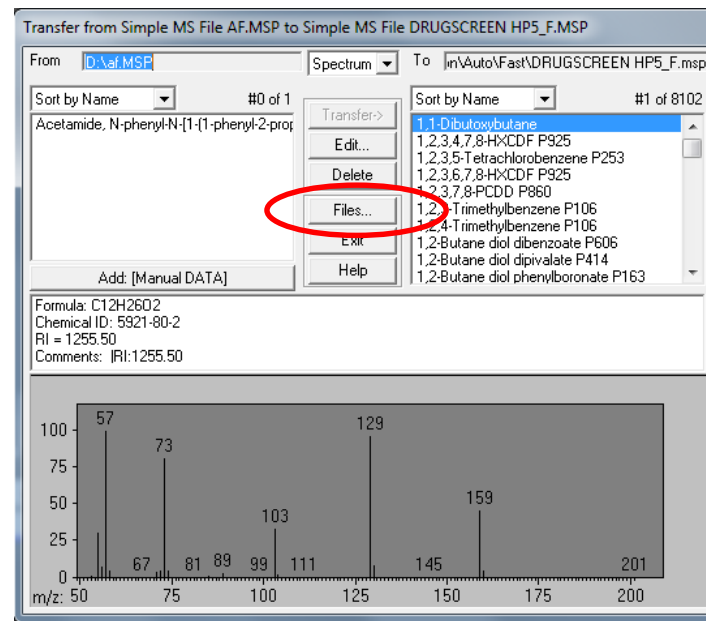 Transfer from Simple MS File AF.MSP to Simple MS File DRUGSCREEN HP5_F.MSP
From D:\af.MSP Spectrum To in\Auto\Fast\DRUGSCREEN HP5_F.msp
Sort by Name #0 of 1
Acetamide, N-phenyl-N-[1-(1-phenyl-2-prop
Add: [Manual DATA]
Transfer->
Edit...
Delete
Files...
Exit
Help
Sort by Name #1 of 8102
1,1-Dibutoxybutane
1,2,3,4,7,8-HXCDF P925
1,2,3,5-Tetrachlorobenzene P253
1,2,3,6,7,8-HXCDF P925
1,2,3,7,8-PCDD P860
Trimethylbenzene P106
1,2,4-Trimethylbenzene P106
1,2-Butane diol dibenzoate P606
1,2-Butane diol dipivalate P414
1,2-Butane diol phenylboronate P163
Formula: C12H26O2
Chemical ID: 5921-80-2
RI = 1255.50
Comments: |RI:1255.50
57
73
129
159
103
67 81 89 99 111 145 201
100
75
50
25
0
m/z: 50 75 100 125 150 175 200